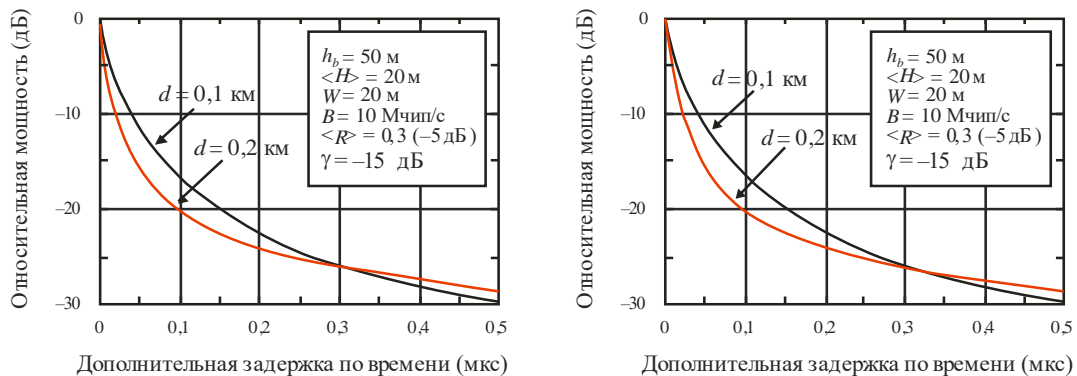 Относительная мощность (дБ)
0
–10
–20
–30
d = 0,1 км
d = 0,2 км
h_b = 50 м
<H> = 20 м
W = 20 м
B = 10 Мчип/с
<R> = 0,3 (–5 дБ)
γ = –15 дБ
0 0,1 0,2 0,3 0,4 0,5
Дополнительная задержка по времени (мкс)
Относительная мощность (дБ)
0
–10
–20
–30
d = 0,1 км
d = 0,2 км
h_b = 50 м
<H> = 20 м
W = 20 м
B = 10 Мчип/с
<R> = 0,3 (–5 дБ)
γ = –15 дБ
0 0,1 0,2 0,3 0,4 0,5
Дополнительная задержка по времени (мкс)